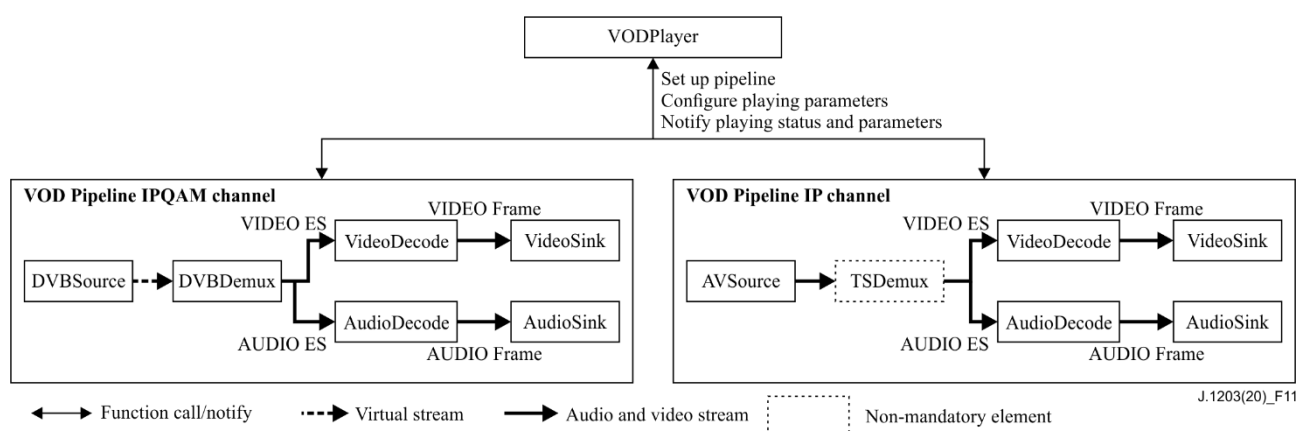 VODPlayer
Set up pipeline
Configure playing parameters
Notify playing status and parameters
VOD Pipeline IPQAM channel
VIDEO ES
VIDEO Frame
VideoDecode
VideoSink
DVBSource
DVBDemux
AudioDecode
AudioSink
AUDIO ES
AUDIO Frame
VOD Pipeline IP channel
VIDEO ES
VIDEO Frame
VideoDecode
VideoSink
AVSource
TSDemux
AudioDecode
AudioSink
AUDIO ES
AUDIO Frame
J.1203(20)_F11
Function call/notify
Virtual stream
Audio and video stream
Non-mandatory element